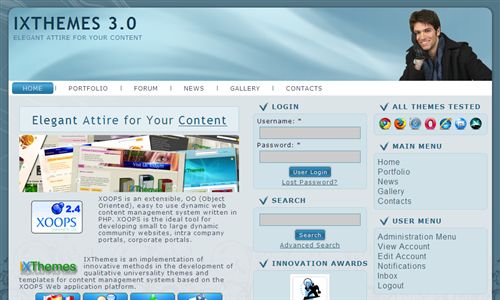 IXTHEMES 3.0
ELEGANT ATTIRE FOR YOUR CONTENT
HOME
PORTFOLIO
FORUM
NEWS
GALLERY
CONTACTS
Elegant Attire for Your Content
XOOPS 2.4
XOOPS is an extensible, OO (Object
Oriented), easy to use dynamic web
content management system written in
PHP. XOOPS is the ideal tool for
developing small to large dynamic
community websites, intra company
portals, corporate portals.
IXThemes
IXThemes is an implementation of
innovative methods in the development of
qualitative universality themes and
templates for content management systems based on the
XOOPS Web application platform.
LOGIN
Username: *
Password: *
User Login
Lost Password?
SEARCH
Search
Advanced Search
INNOVATION AWARDS
ALL THEMES TESTED
MAIN MENU
Home
Portfolio
News
Gallery
Contacts
USER MENU
Administration Menu
View Account
Edit Account
Notifications
Inbox
Logout